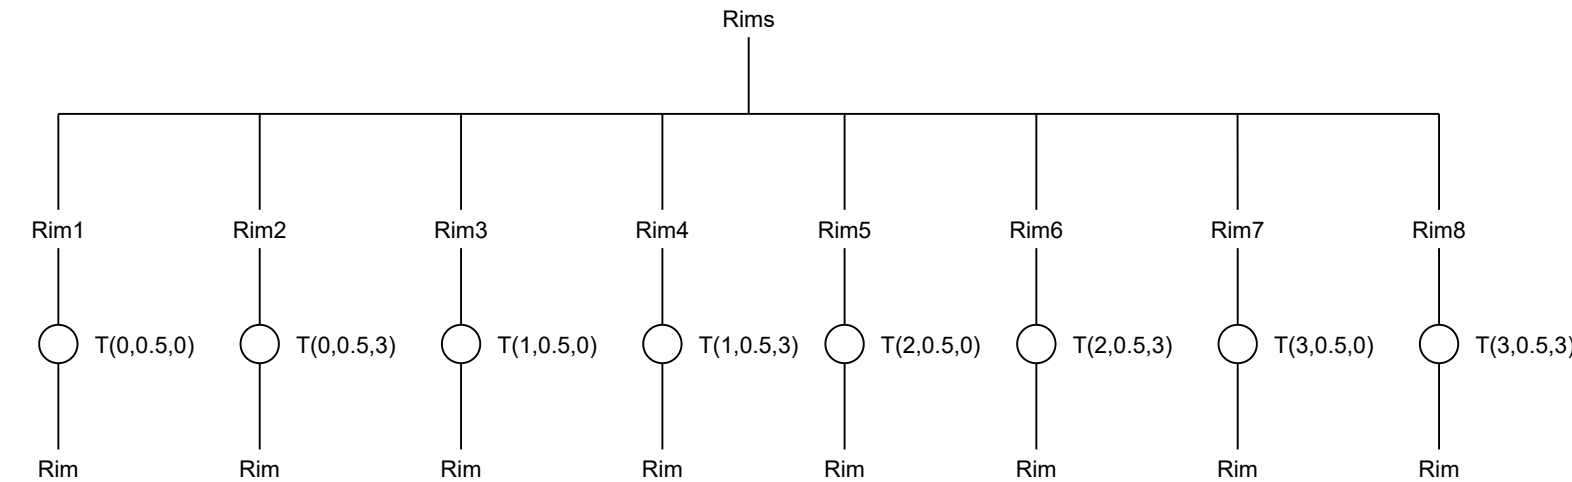 Rims
Rim1 Rim2 Rim3 Rim4 Rim5 Rim6 Rim7 Rim8
T(0,0.5,0) T(0,0.5,3) T(1,0.5,0) T(1,0.5,3) T(2,0.5,0) T(2,0.5,3) T(3,0.5,0) T(3,0.5,3)
Rim Rim Rim Rim Rim Rim Rim Rim